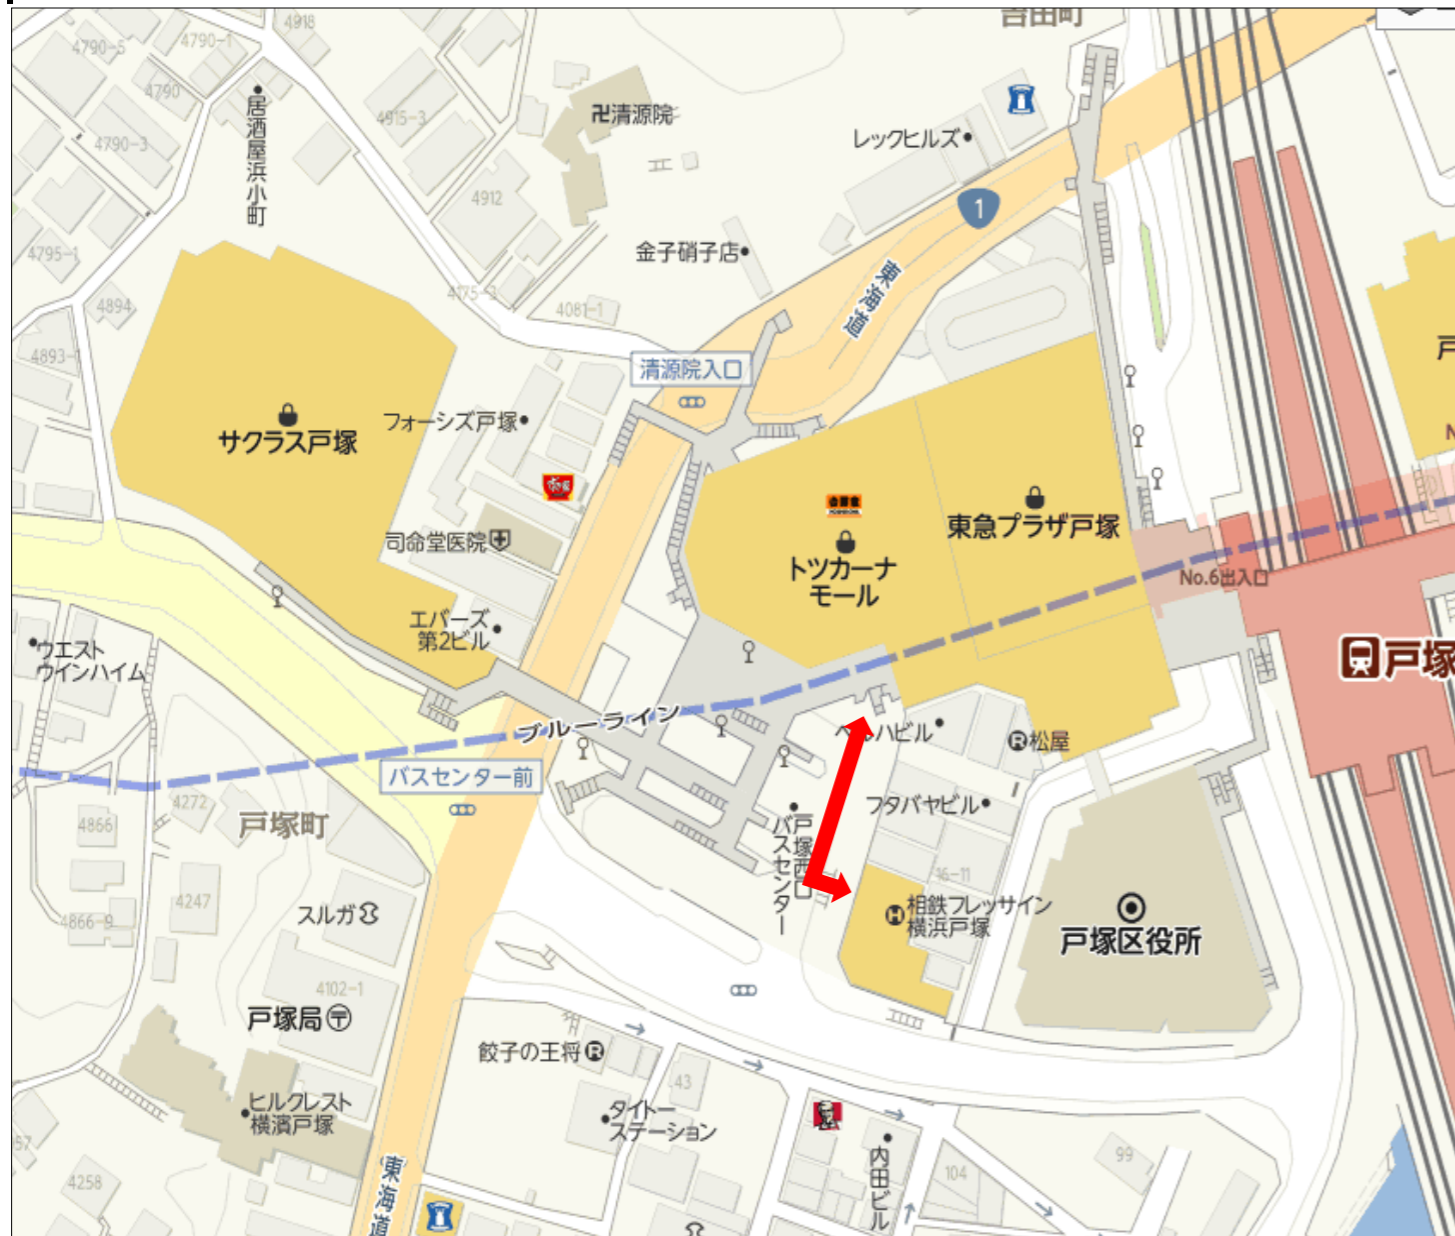 吉田町
4918
4790-5
4790-1
4790
4915-3
4790-3
居酒屋浜小町
卍清源院
レックヒルズ
4912
1
4795-1
金子硝子店
東海道
4894
4175-3
4081-1
4893-1
清源院入口
サクラス戸塚
フォーシズ戸塚
すき家
吉野家
トツカーナ
モール
東急プラザ戸塚
司命堂医院
No.6出入口
エバーズ
第2ビル
ウエスト
ウインハイム
戸塚
ブルーライン
松屋
バスセンター前
戸塚町
4272
4866
フタバヤビル
戸塚西口
バスセンター
16-11
4247
4866-9
スルガ
相鉄フレッサイン
横浜戸塚
戸塚区役所
4102-1
戸塚局
餃子の王将
43
タイトー
ステーション
ヒルクレスト
横濱戸塚
内田ビル
99
104
4258
東海道